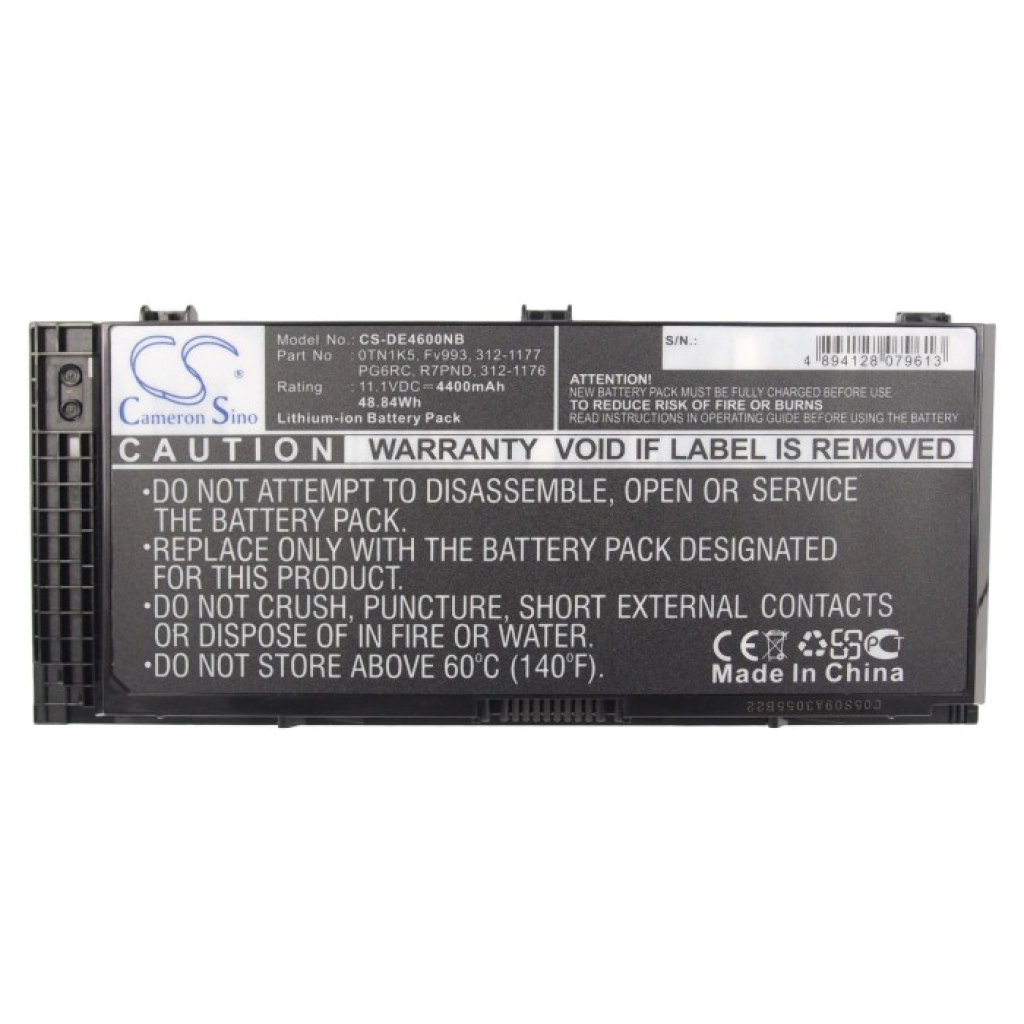 CS
®
Cameron Sino
Model No.: CS-DE4600NB
Part No : 0TN1K5, Fv993, 312-1177
PG6RC, R7PND, 312-1176
Rating : 11.1VDC⎓4400mAh
48.84Wh
Lithium-ion Battery Pack
S/N.:
4 894128 079613
ATTENTION!
NEW BATTERY PACK MUST BE FULLY CHARGED BEFORE USE
TO REDUCE RISK OF FIRE OR BURNS
FOLLOW INSTRUCTIONS IN OPERATING GUIDE BEFORE USING THE BATTERY
CAUTION WARRANTY VOID IF LABEL IS REMOVED
•DO NOT ATTEMPT TO DISASSEMBLE, OPEN OR SERVICE
THE BATTERY PACK.
•REPLACE ONLY WITH THE BATTERY PACK DESIGNATED
FOR THIS PRODUCT.
•DO NOT CRUSH, PUNCTURE, SHORT EXTERNAL CONTACTS
OR DISPOSE OF IN FIRE OR WATER.
•DO NOT STORE ABOVE 60°C (140°F).
CE PCT
Made In China
C05S09A3055B22